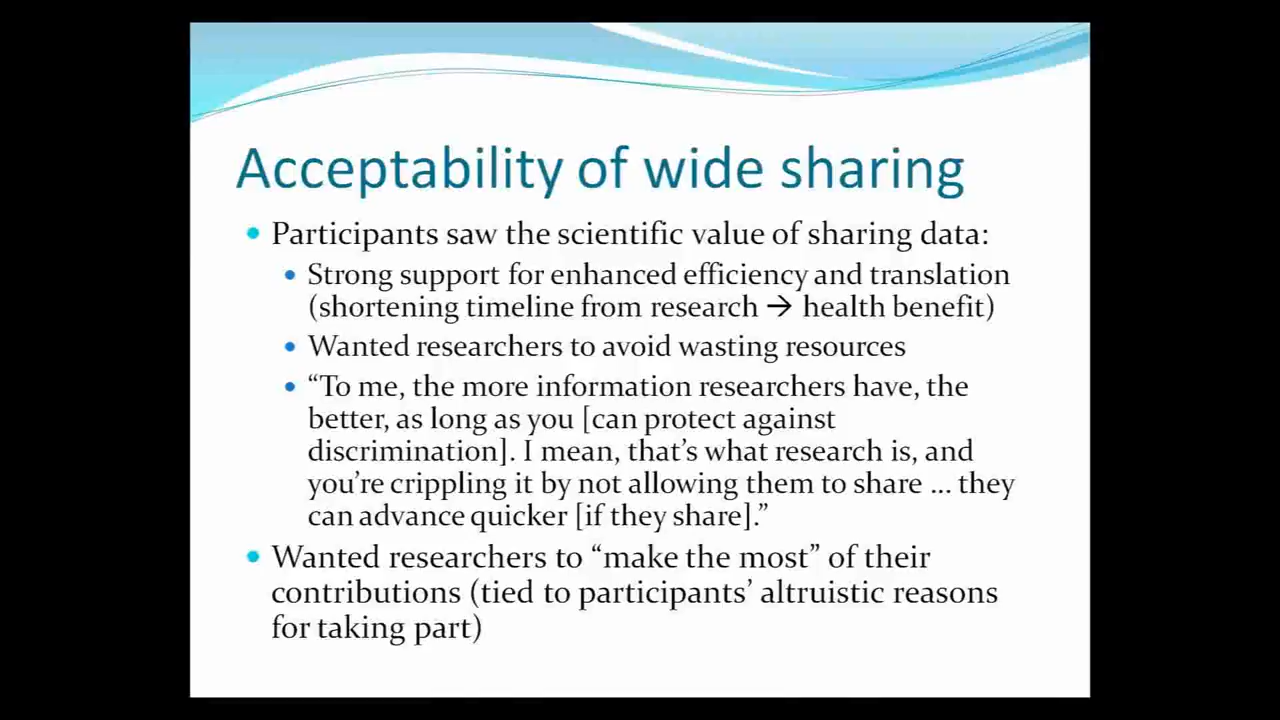 Acceptability of wide sharing
• Participants saw the scientific value of sharing data:
• Strong support for enhanced efficiency and translation
(shortening timeline from research → health benefit)
• Wanted researchers to avoid wasting resources
• “To me, the more information researchers have, the
better, as long as you [can protect against
discrimination]. I mean, that’s what research is, and
you’re crippling it by not allowing them to share … they
can advance quicker [if they share].”
• Wanted researchers to “make the most” of their
contributions (tied to participants’ altruistic reasons
for taking part)